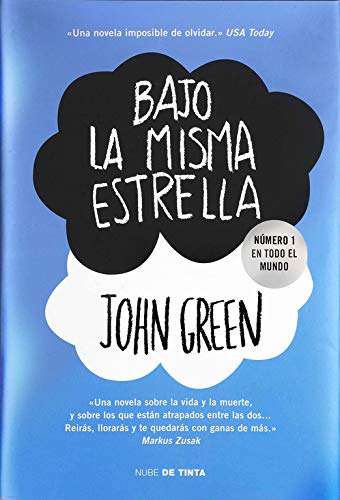 «Una novela imposible de olvidar.» USA Today
BAJO
LA MISMA
ESTRELLA
NÚMERO 1
EN TODO EL
MUNDO
JOHN GREEN
«Una novela sobre la vida y la muerte,
y sobre los que están atrapados entre las dos...
Reirás, llorarás y te quedarás con ganas de más.»
Markus Zusak
NUBE DE TINTA